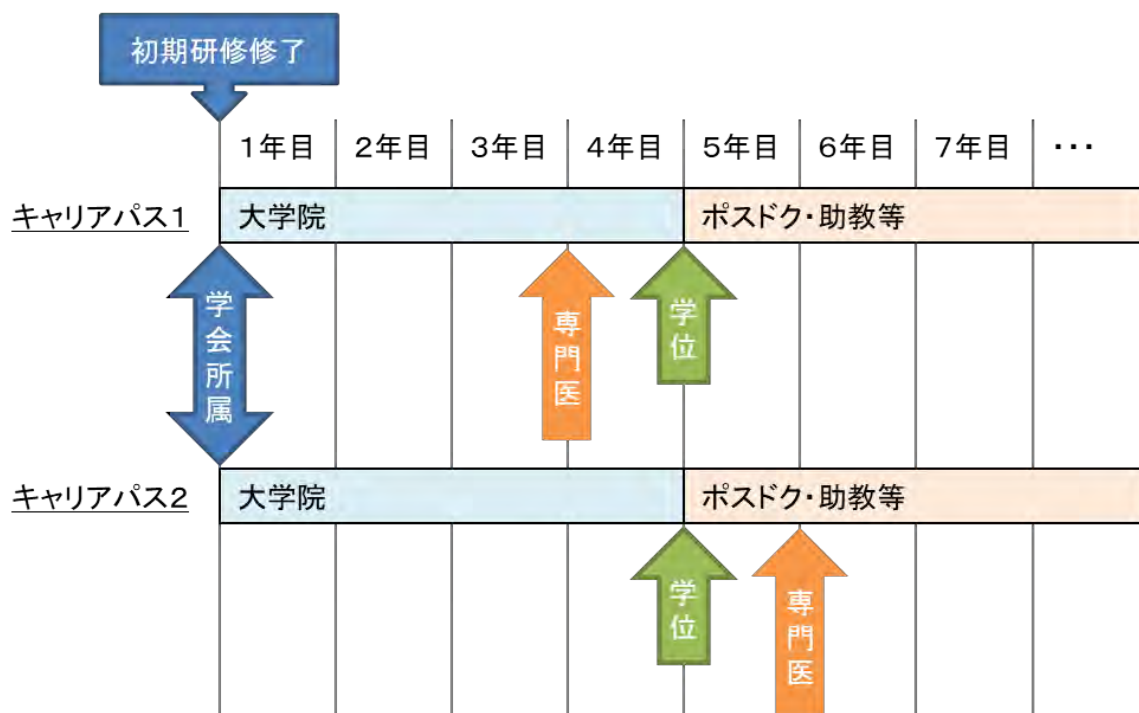 初期研修修了
1年目 2年目 3年目 4年目 5年目 6年目 7年目 ・・・
キャリアパス1 大学院 ポスドク・助教等
学会所属
専門医
学位
キャリアパス2 大学院 ポスドク・助教等
学位
専門医